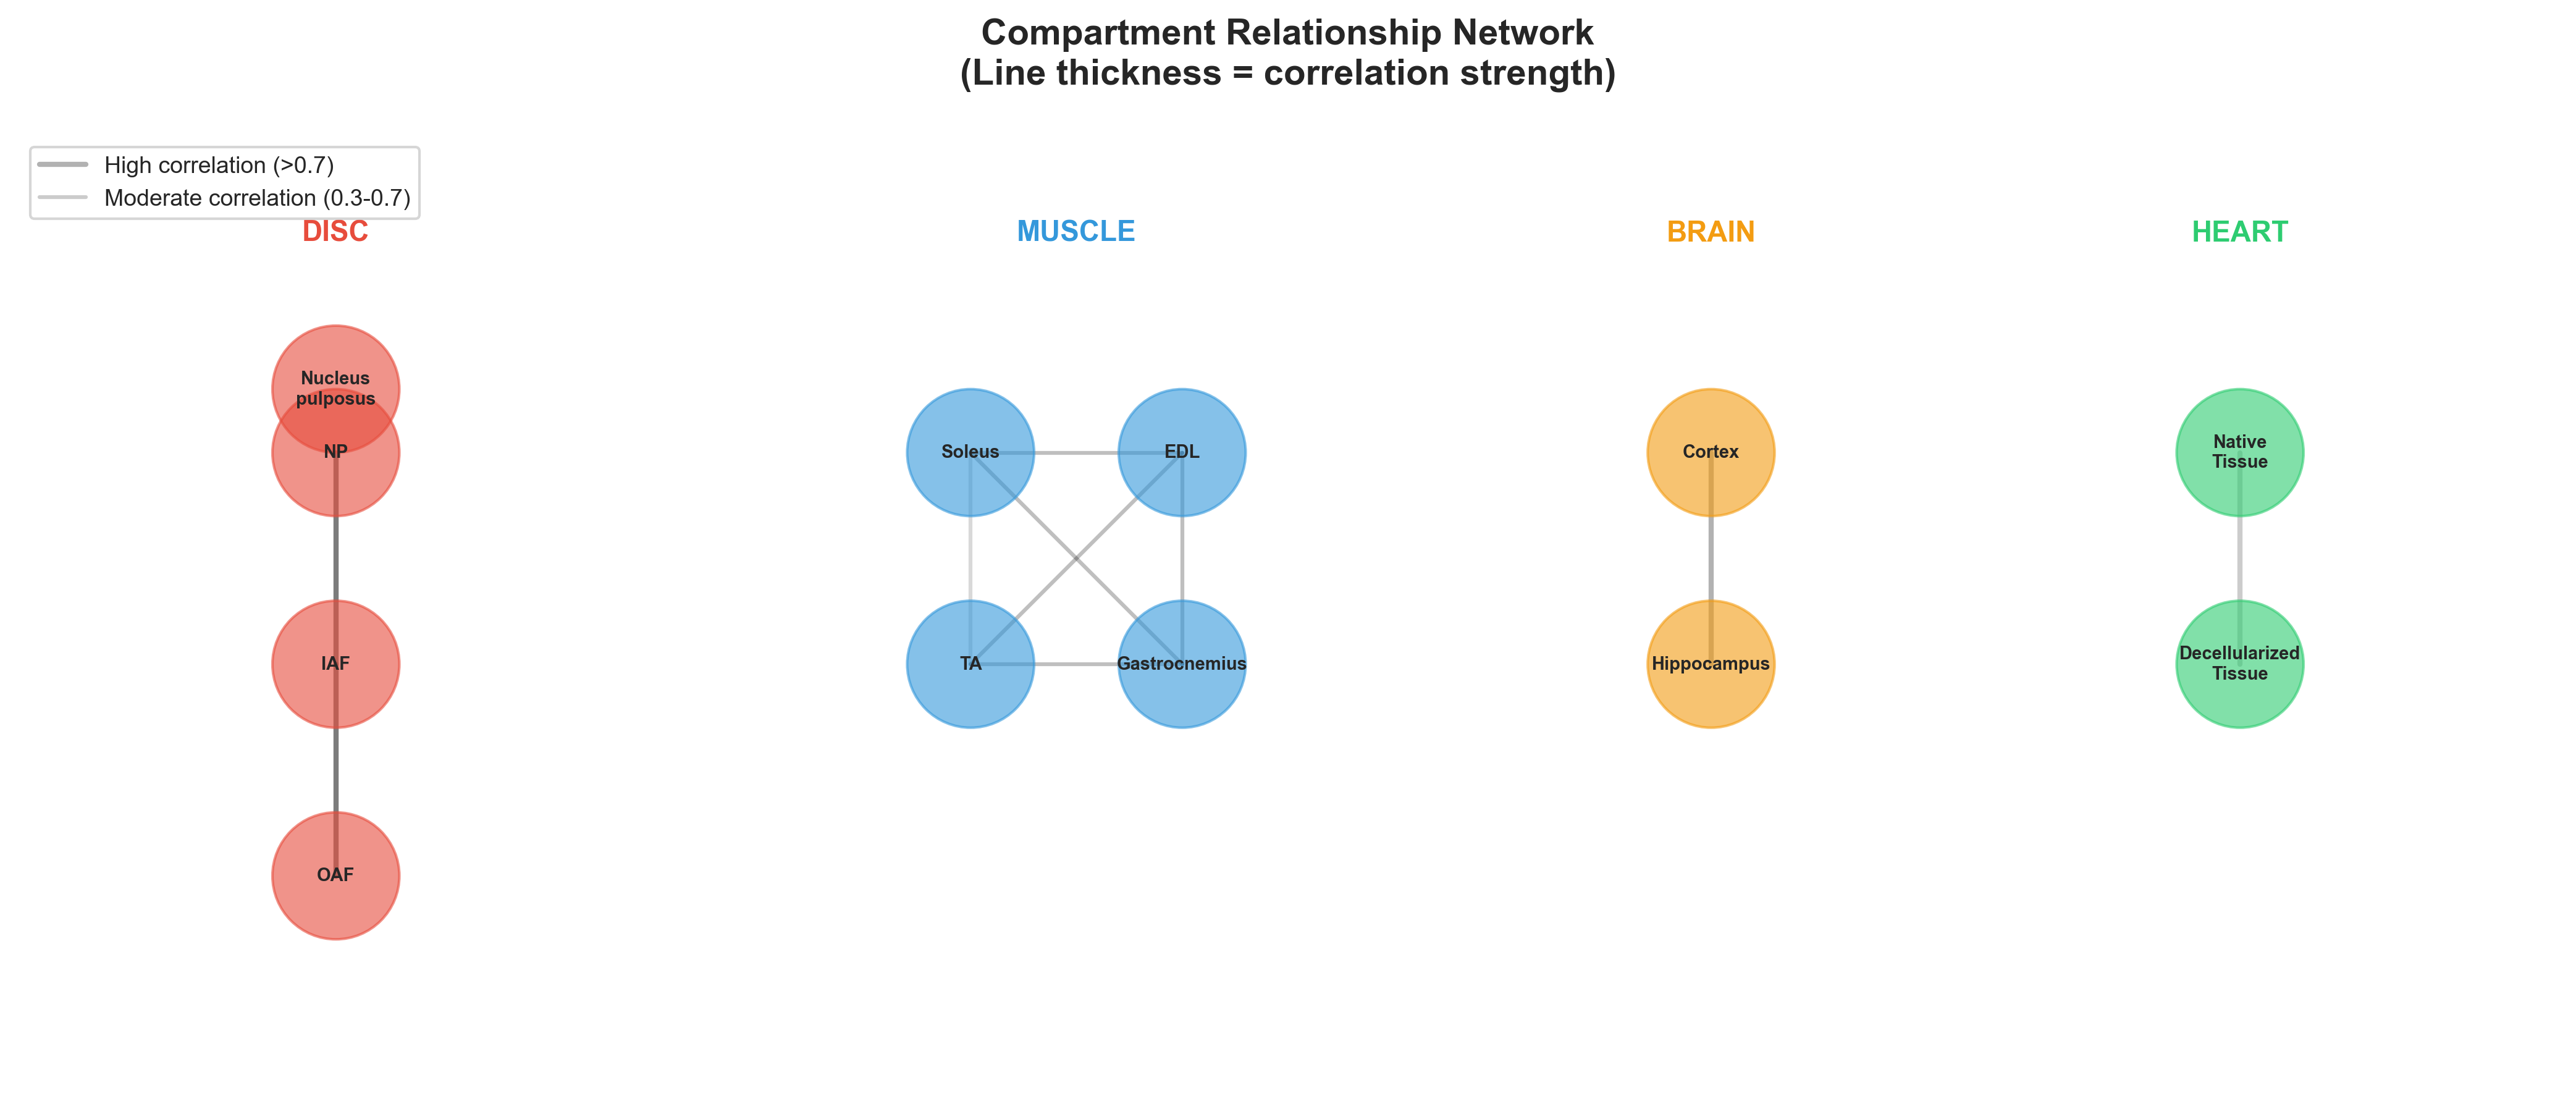 Compartment Relationship Network
(Line thickness = correlation strength)
High correlation (>0.7)
Moderate correlation (0.3-0.7)
DISC
MUSCLE
BRAIN
HEART
Nucleus
pulposus
NP
IAF
OAF
Soleus
EDL
TA
Gastrocnemius
Cortex
Hippocampus
Native
Tissue
Decellularized
Tissue